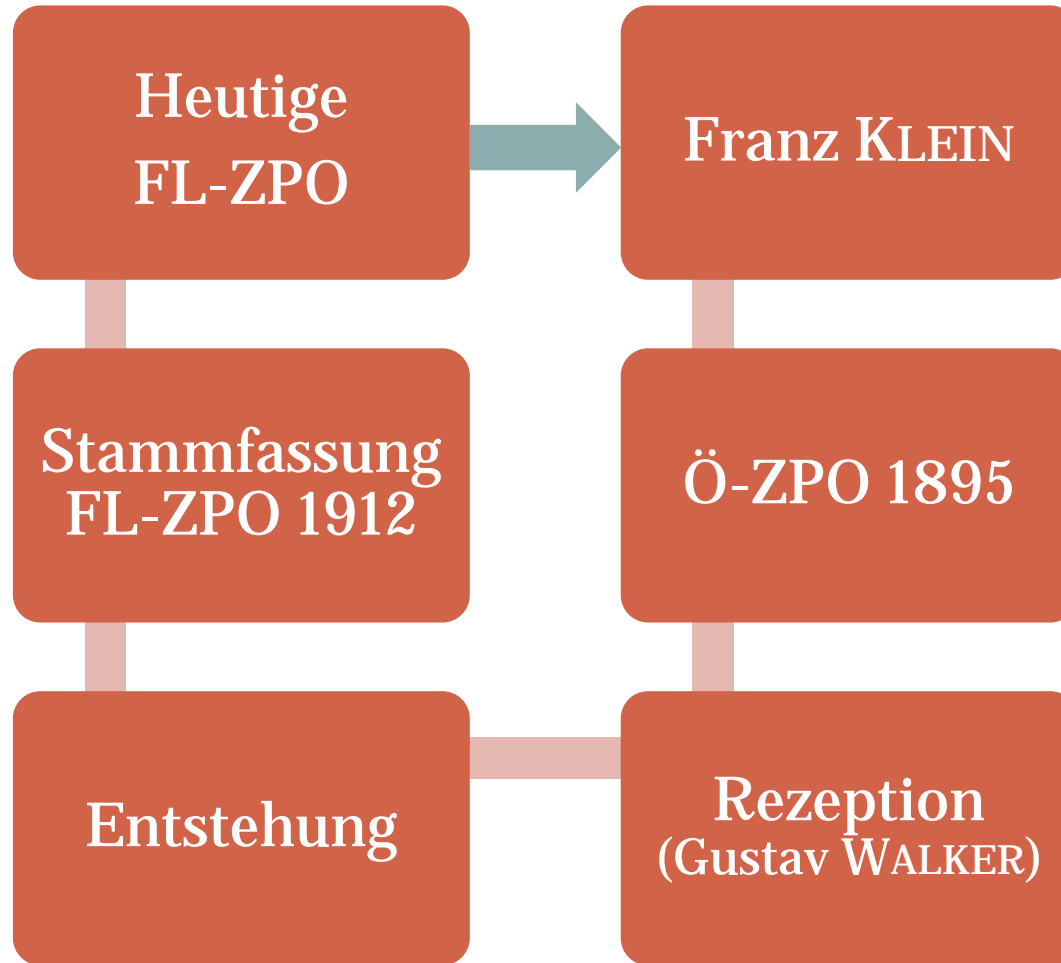 Heutige
FL-ZPO
Franz KLEIN
Stammfassung
FL-ZPO 1912
Ö-ZPO 1895
Entstehung
Rezeption
(Gustav WALKER)